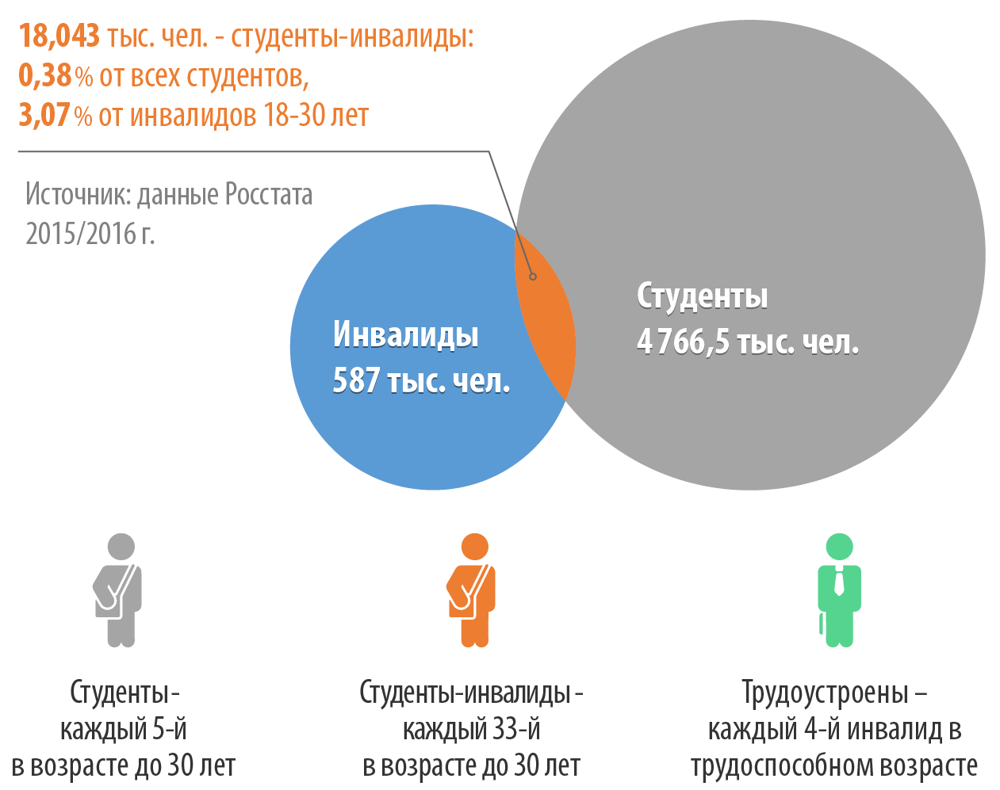 18,043 тыс. чел. - студенты-инвалиды:
0,38 % от всех студентов,
3,07 % от инвалидов 18-30 лет
Источник: данные Росстата
2015/2016 г.
Инвалиды
587 тыс. чел.
Студенты
4 766,5 тыс. чел.
Студенты -
каждый 5-й
в возрасте до 30 лет
Студенты-инвалиды -
каждый 33-й
в возрасте до 30 лет
Трудоустроены –
каждый 4-й инвалид в
трудоспособном возрасте